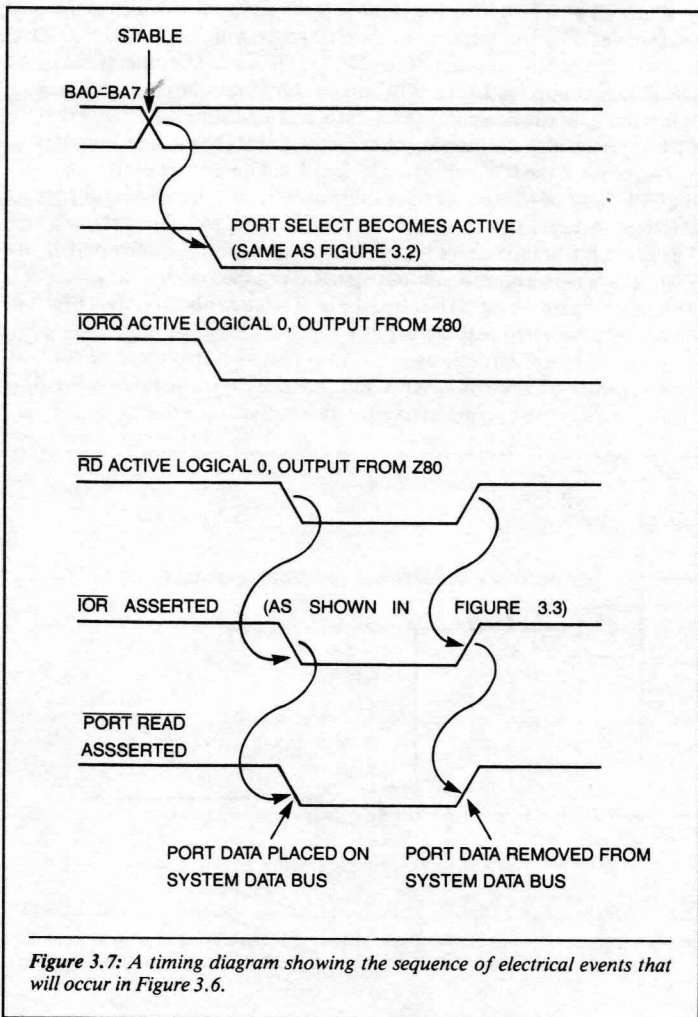 STABLE
BA0-BA7
PORT SELECT BECOMES ACTIVE
(SAME AS FIGURE 3.2)
IORQ ACTIVE LOGICAL 0, OUTPUT FROM Z80
RD ACTIVE LOGICAL 0, OUTPUT FROM Z80
IOR ASSERTED (AS SHOWN IN FIGURE 3.3)
PORT READ
ASSSERTED
PORT DATA PLACED ON
SYSTEM DATA BUS
PORT DATA REMOVED FROM
SYSTEM DATA BUS
Figure 3.7: A timing diagram showing the sequence of electrical events that
will occur in Figure 3.6.